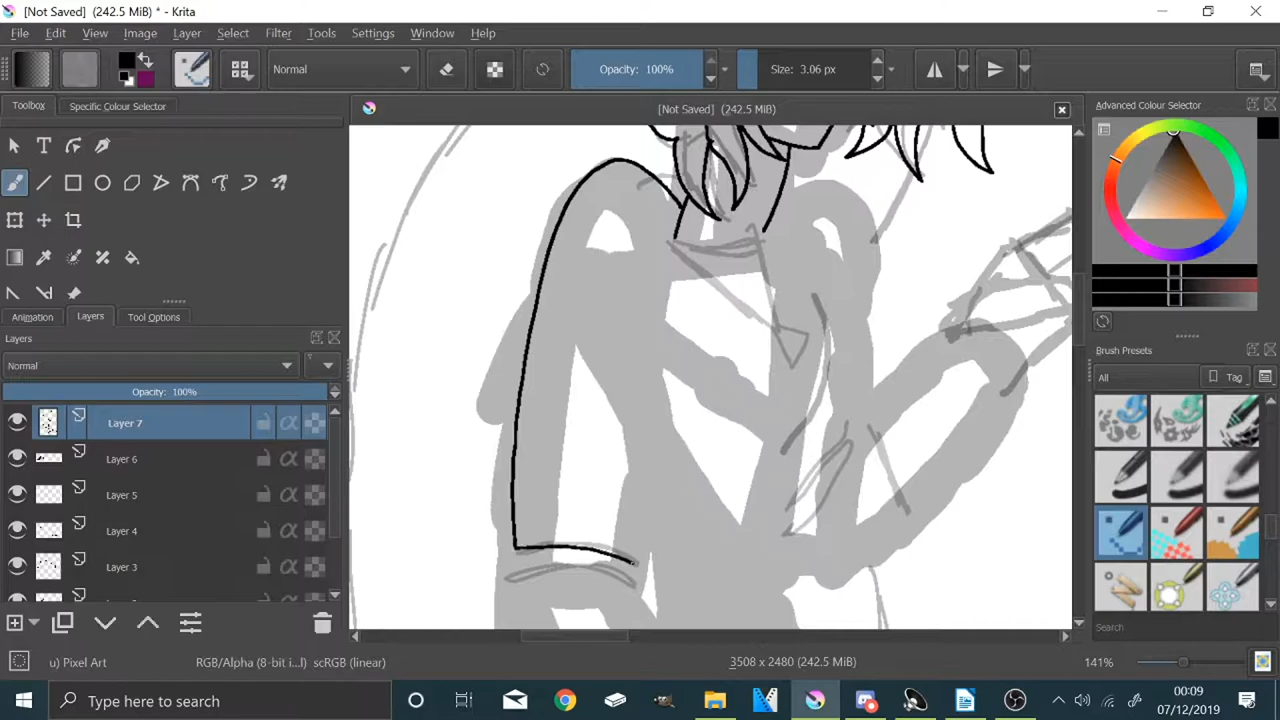 [Not Saved] (242.5 MiB) * - Krita
File Edit View Image Layer Select Filter Tools Settings Window Help
Normal
Opacity: 100%
Size: 3.06 px
Toolbox
Specific Colour Selector
[Not Saved] (242.5 MiB)
Advanced Colour Selector
T
Animation
Layers
Tool Options
Layers
Normal
Opacity: 100%
Layer 7
Layer 6
Layer 5
Layer 4
Layer 3
Brush Presets
All
Tag
Search
u) Pixel Art
RGB/Alpha (8-bit i...) scRGB (linear)
3508 x 2480 (242.5 MiB)
141%
Type here to search
00:09
07/12/2019